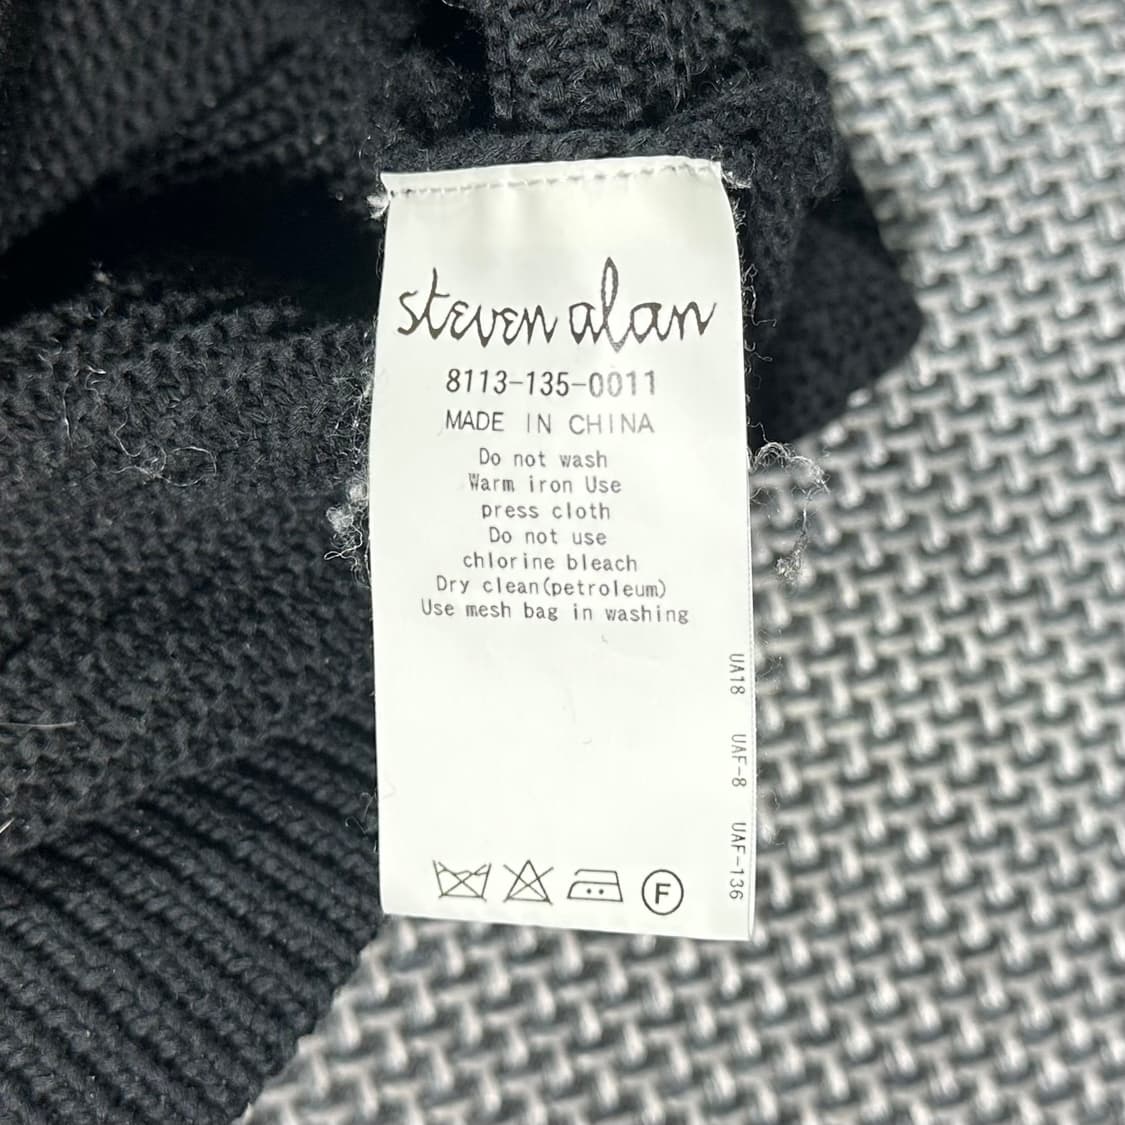 steven alan
8113-135-0011
MADE IN CHINA
Do not wash
Warm iron Use
press cloth
Do not use
chlorine bleach
Dry clean(petroleum)
Use mesh bag in washing
UA18 UAF-8 UAF-136
F